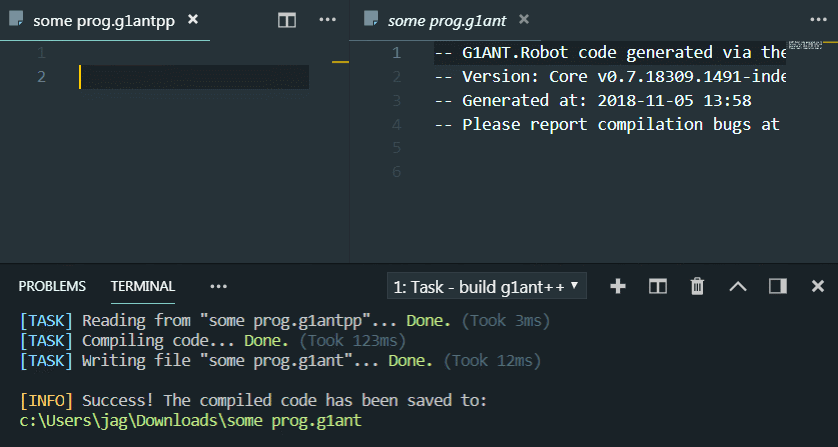 some prog.g1antpp
1
2
some prog.g1ant
1 -- G1ANT.Robot code generated via the
2 -- Version: Core v0.7.18309.1491-inde
3 -- Generated at: 2018-11-05 13:58
4 -- Please report compilation bugs at
5
6
PROBLEMS TERMINAL ••• 1: Task - build g1ant++
[TASK] Reading from "some prog.g1antpp"... Done. (Took 3ms)
[TASK] Compiling code... Done. (Took 123ms)
[TASK] Writing file "some prog.g1ant"... Done. (Took 12ms)
[INFO] Success! The compiled code has been saved to:
c:\Users\jag\Downloads\some prog.g1ant